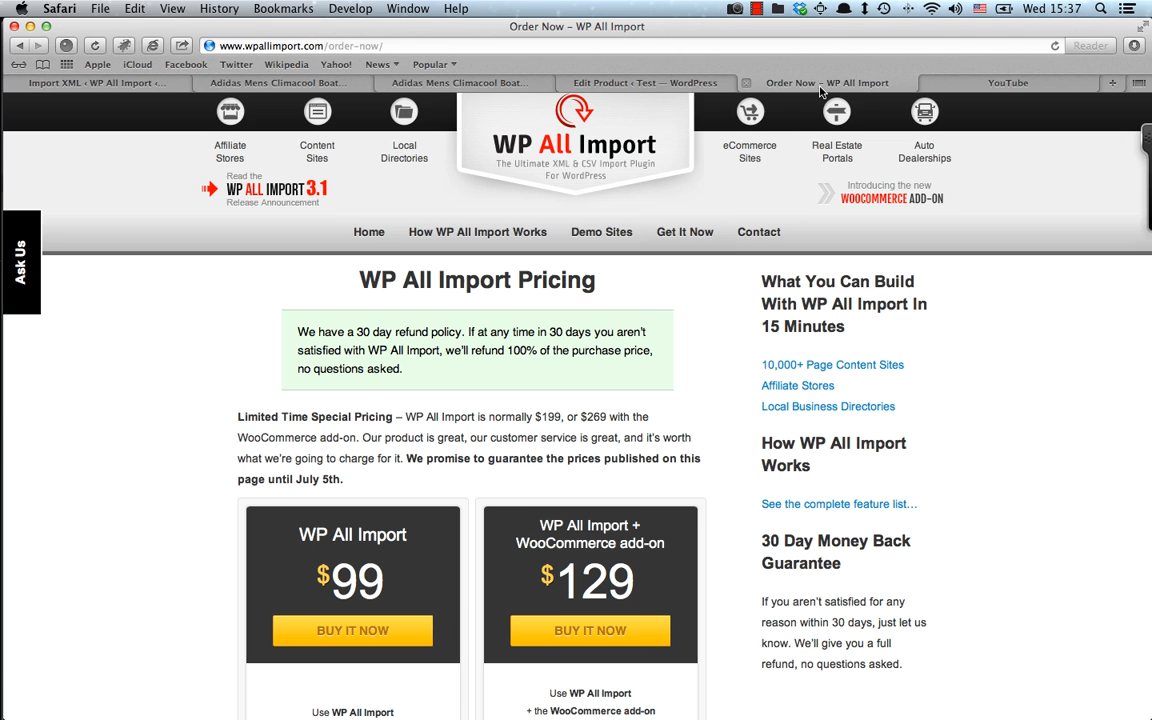 Safari File Edit View History Bookmarks Develop Window Help Wed 15:37
Order Now – WP All Import
www.wpallimport.com/order-now/ Reader
Apple iCloud Facebook Twitter Wikipedia Yahoo! News Popular
Import XML ‹ WP All Import ‹... Adidas Mens Climacool Boat... Adidas Mens Climacool Boat... Edit Product ‹ Test — WordPress Order Now – WP All Import YouTube
Affiliate
Stores
Content
Sites
Local
Directories
WP All Import
The Ultimate XML & CSV Import Plugin
For WordPress
eCommerce
Sites
Real Estate
Portals
Auto
Dealerships
Read the
WP ALL IMPORT 3.1
Release Announcement
Introducing the new
WOOCOMMERCE ADD-ON
Ask Us
Home How WP All Import Works Demo Sites Get It Now Contact
WP All Import Pricing
We have a 30 day refund policy. If at any time in 30 days you aren't
satisfied with WP All Import, we'll refund 100% of the purchase price,
no questions asked.
Limited Time Special Pricing – WP All Import is normally $199, or $269 with the
WooCommerce add-on. Our product is great, our customer service is great, and it's worth
what we're going to charge for it. We promise to guarantee the prices published on this
page until July 5th.
WP All Import
$99
BUY IT NOW
Use WP All Import
WP All Import +
WooCommerce add-on
$129
BUY IT NOW
Use WP All Import
+ the WooCommerce add-on
What You Can Build
With WP All Import In
15 Minutes
10,000+ Page Content Sites
Affiliate Stores
Local Business Directories
How WP All Import
Works
See the complete feature list...
30 Day Money Back
Guarantee
If you aren't satisfied for any
reason within 30 days, just let us
know. We'll give you a full
refund, no questions asked.